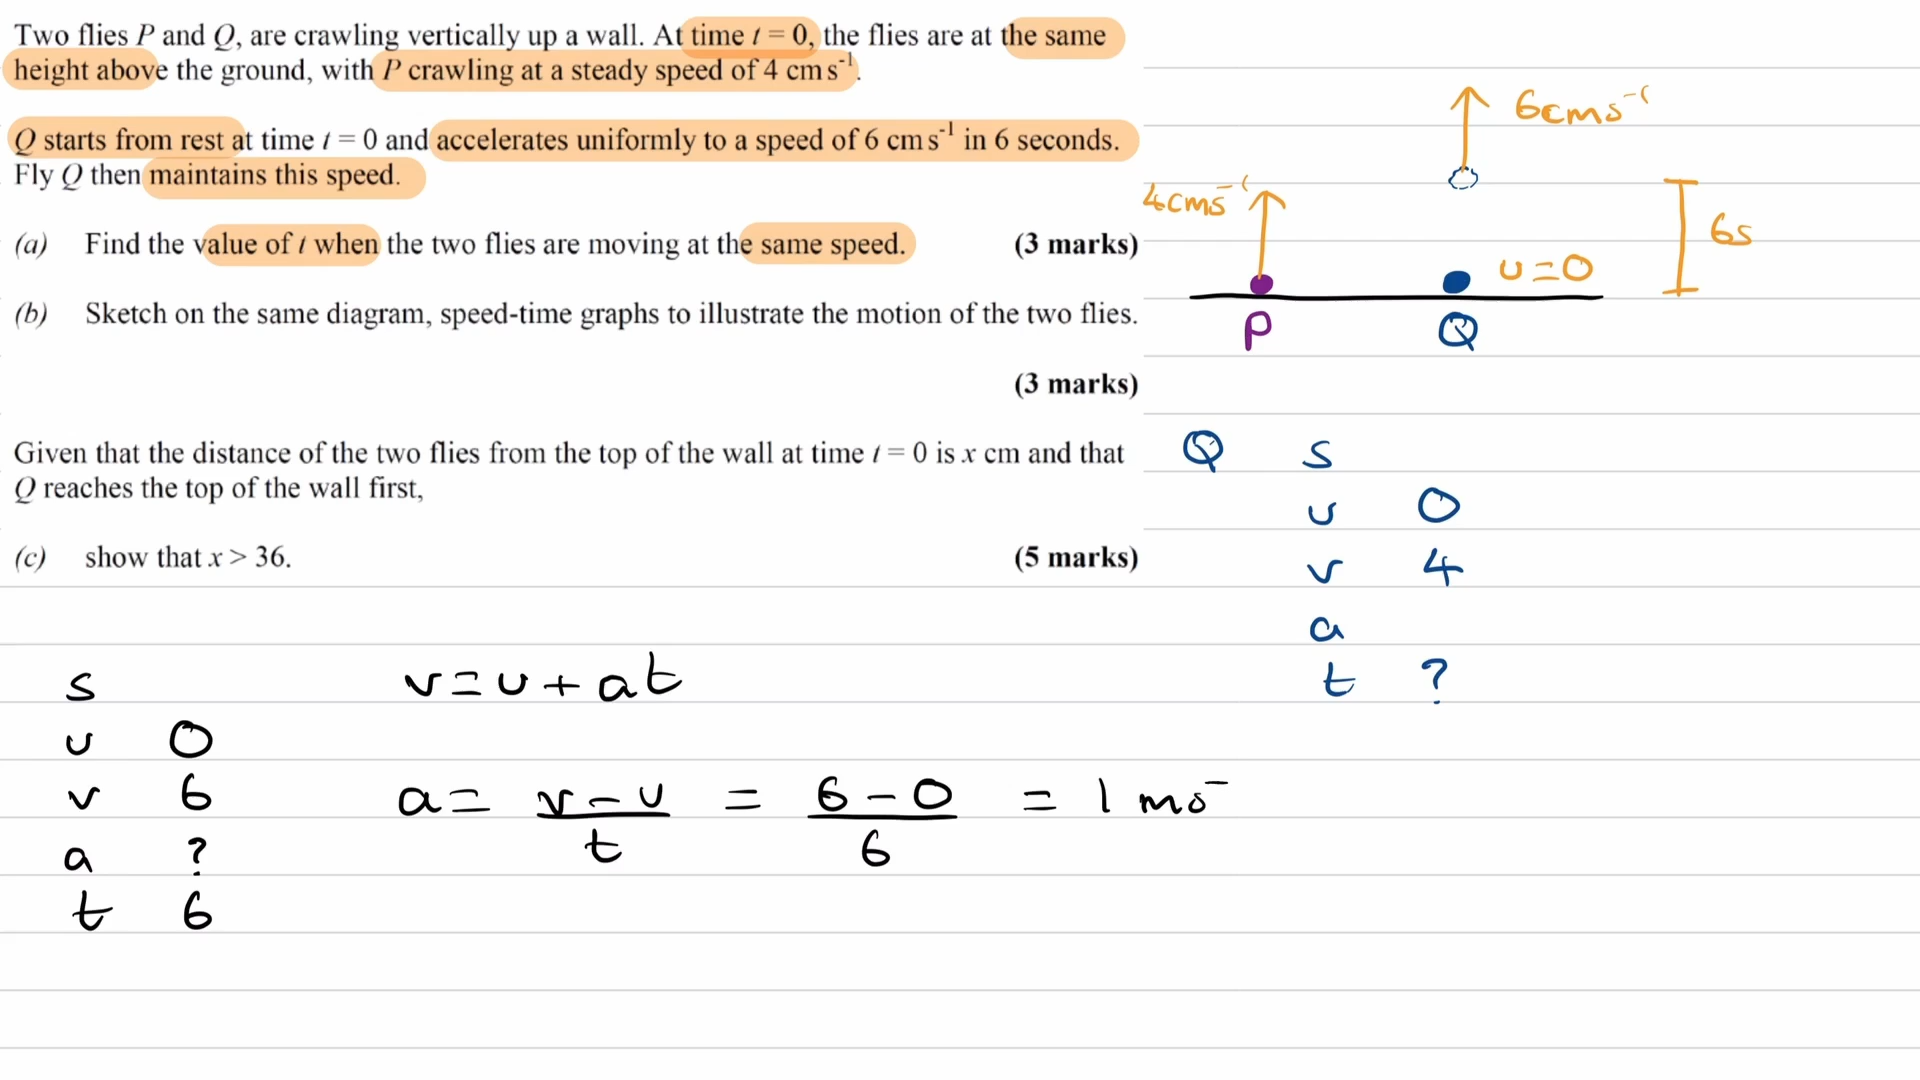 Two flies P and Q, are crawling vertically up a wall. At time t = 0, the flies are at the same
height above the ground, with P crawling at a steady speed of 4 cm s⁻¹.
Q starts from rest at time t = 0 and accelerates uniformly to a speed of 6 cm s⁻¹ in 6 seconds.
Fly Q then maintains this speed.
(a) Find the value of t when the two flies are moving at the same speed. (3 marks)
(b) Sketch on the same diagram, speed-time graphs to illustrate the motion of the two flies.
(3 marks)
Given that the distance of the two flies from the top of the wall at time t = 0 is x cm and that
Q reaches the top of the wall first,
(c) show that x > 36. (5 marks)
6cms⁻¹
4cms⁻¹
6s
u=0
P
Q
Q s
u 0
v 4
a
t ?
s
u 0
v 6
a ?
t 6
v=u+at
a= v-u/t = 6-0/6 = 1 ms⁻